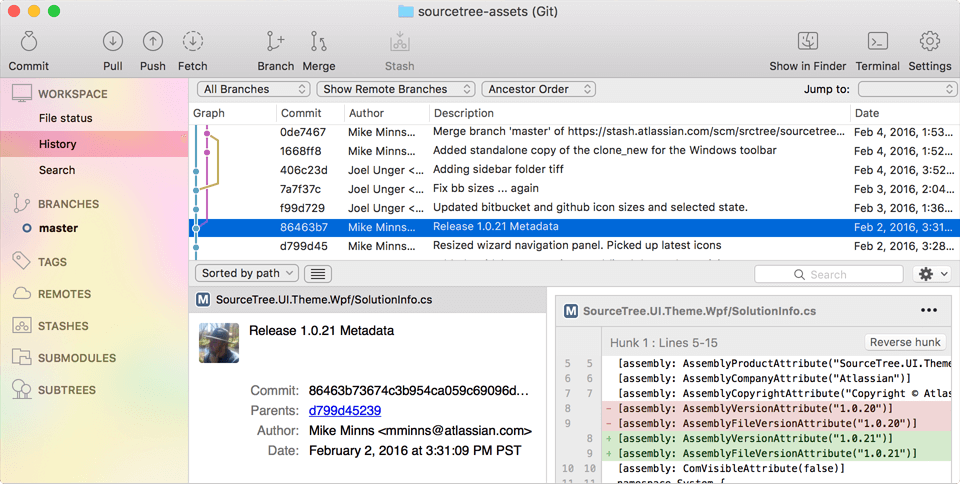 sourcetree-assets (Git)
Commit Pull Push Fetch Branch Merge Stash Show in Finder Terminal Settings
WORKSPACE
File status
History
Search
BRANCHES
master
TAGS
REMOTES
STASHES
SUBMODULES
SUBTREES
All Branches Show Remote Branches Ancestor Order Jump to:
Graph Commit Author Description Date
0de7467 Mike Minns... Merge branch 'master' of https://stash.atlassian.com/scm/srctree/sourcetree... Feb 4, 2016, 1:53...
1668ff8 Mike Minns... Added standalone copy of the clone_new for the Windows toolbar Feb 4, 2016, 1:52...
406c23d Joel Unger <... Adding sidebar folder tiff Feb 4, 2016, 3:52...
7a7f37c Joel Unger <... Fix bb sizes ... again Feb 3, 2016, 2:04...
f99d729 Joel Unger <... Updated bitbucket and github icon sizes and selected state. Feb 3, 2016, 1:36...
86463b7 Mike Minns... Release 1.0.21 Metadata Feb 2, 2016, 3:31...
d799d45 Mike Minns... Resized wizard navigation panel. Picked up latest icons Feb 2, 2016, 3:28...
Sorted by path Search
M SourceTree.UI.Theme.Wpf/SolutionInfo.cs
Release 1.0.21 Metadata
Commit: 86463b73674c3b954ca059c69096d...
Parents: d799d45239
Author: Mike Minns <mminns@atlassian.com>
Date: February 2, 2016 at 3:31:09 PM PST
M SourceTree.UI.Theme.Wpf/SolutionInfo.cs •••
Hunk 1 : Lines 5-15 Reverse hunk
5 5 [assembly: AssemblyProductAttribute("SourceTree.UI.Theme
6 6 [assembly: AssemblyCompanyAttribute("Atlassian")]
7 7 [assembly: AssemblyCopyrightAttribute("Copyright © Atlas
8 - [assembly: AssemblyVersionAttribute("1.0.20")]
9 - [assembly: AssemblyFileVersionAttribute("1.0.20")]
8 + [assembly: AssemblyVersionAttribute("1.0.21")]
9 + [assembly: AssemblyFileVersionAttribute("1.0.21")]
10 10 [assembly: ComVisibleAttribute(false)]
namespace System {